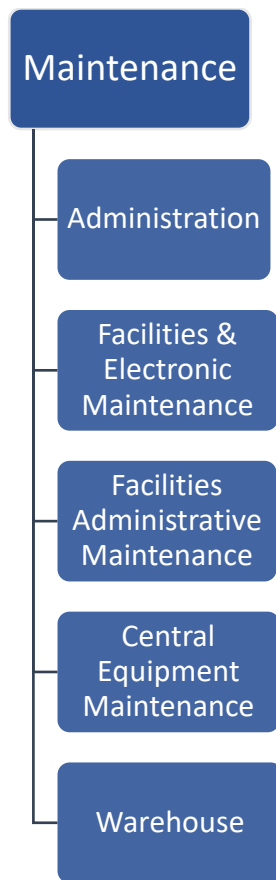 Maintenance
Administration
Facilities &
Electronic
Maintenance
Facilities
Administrative
Maintenance
Central
Equipment
Maintenance
Warehouse